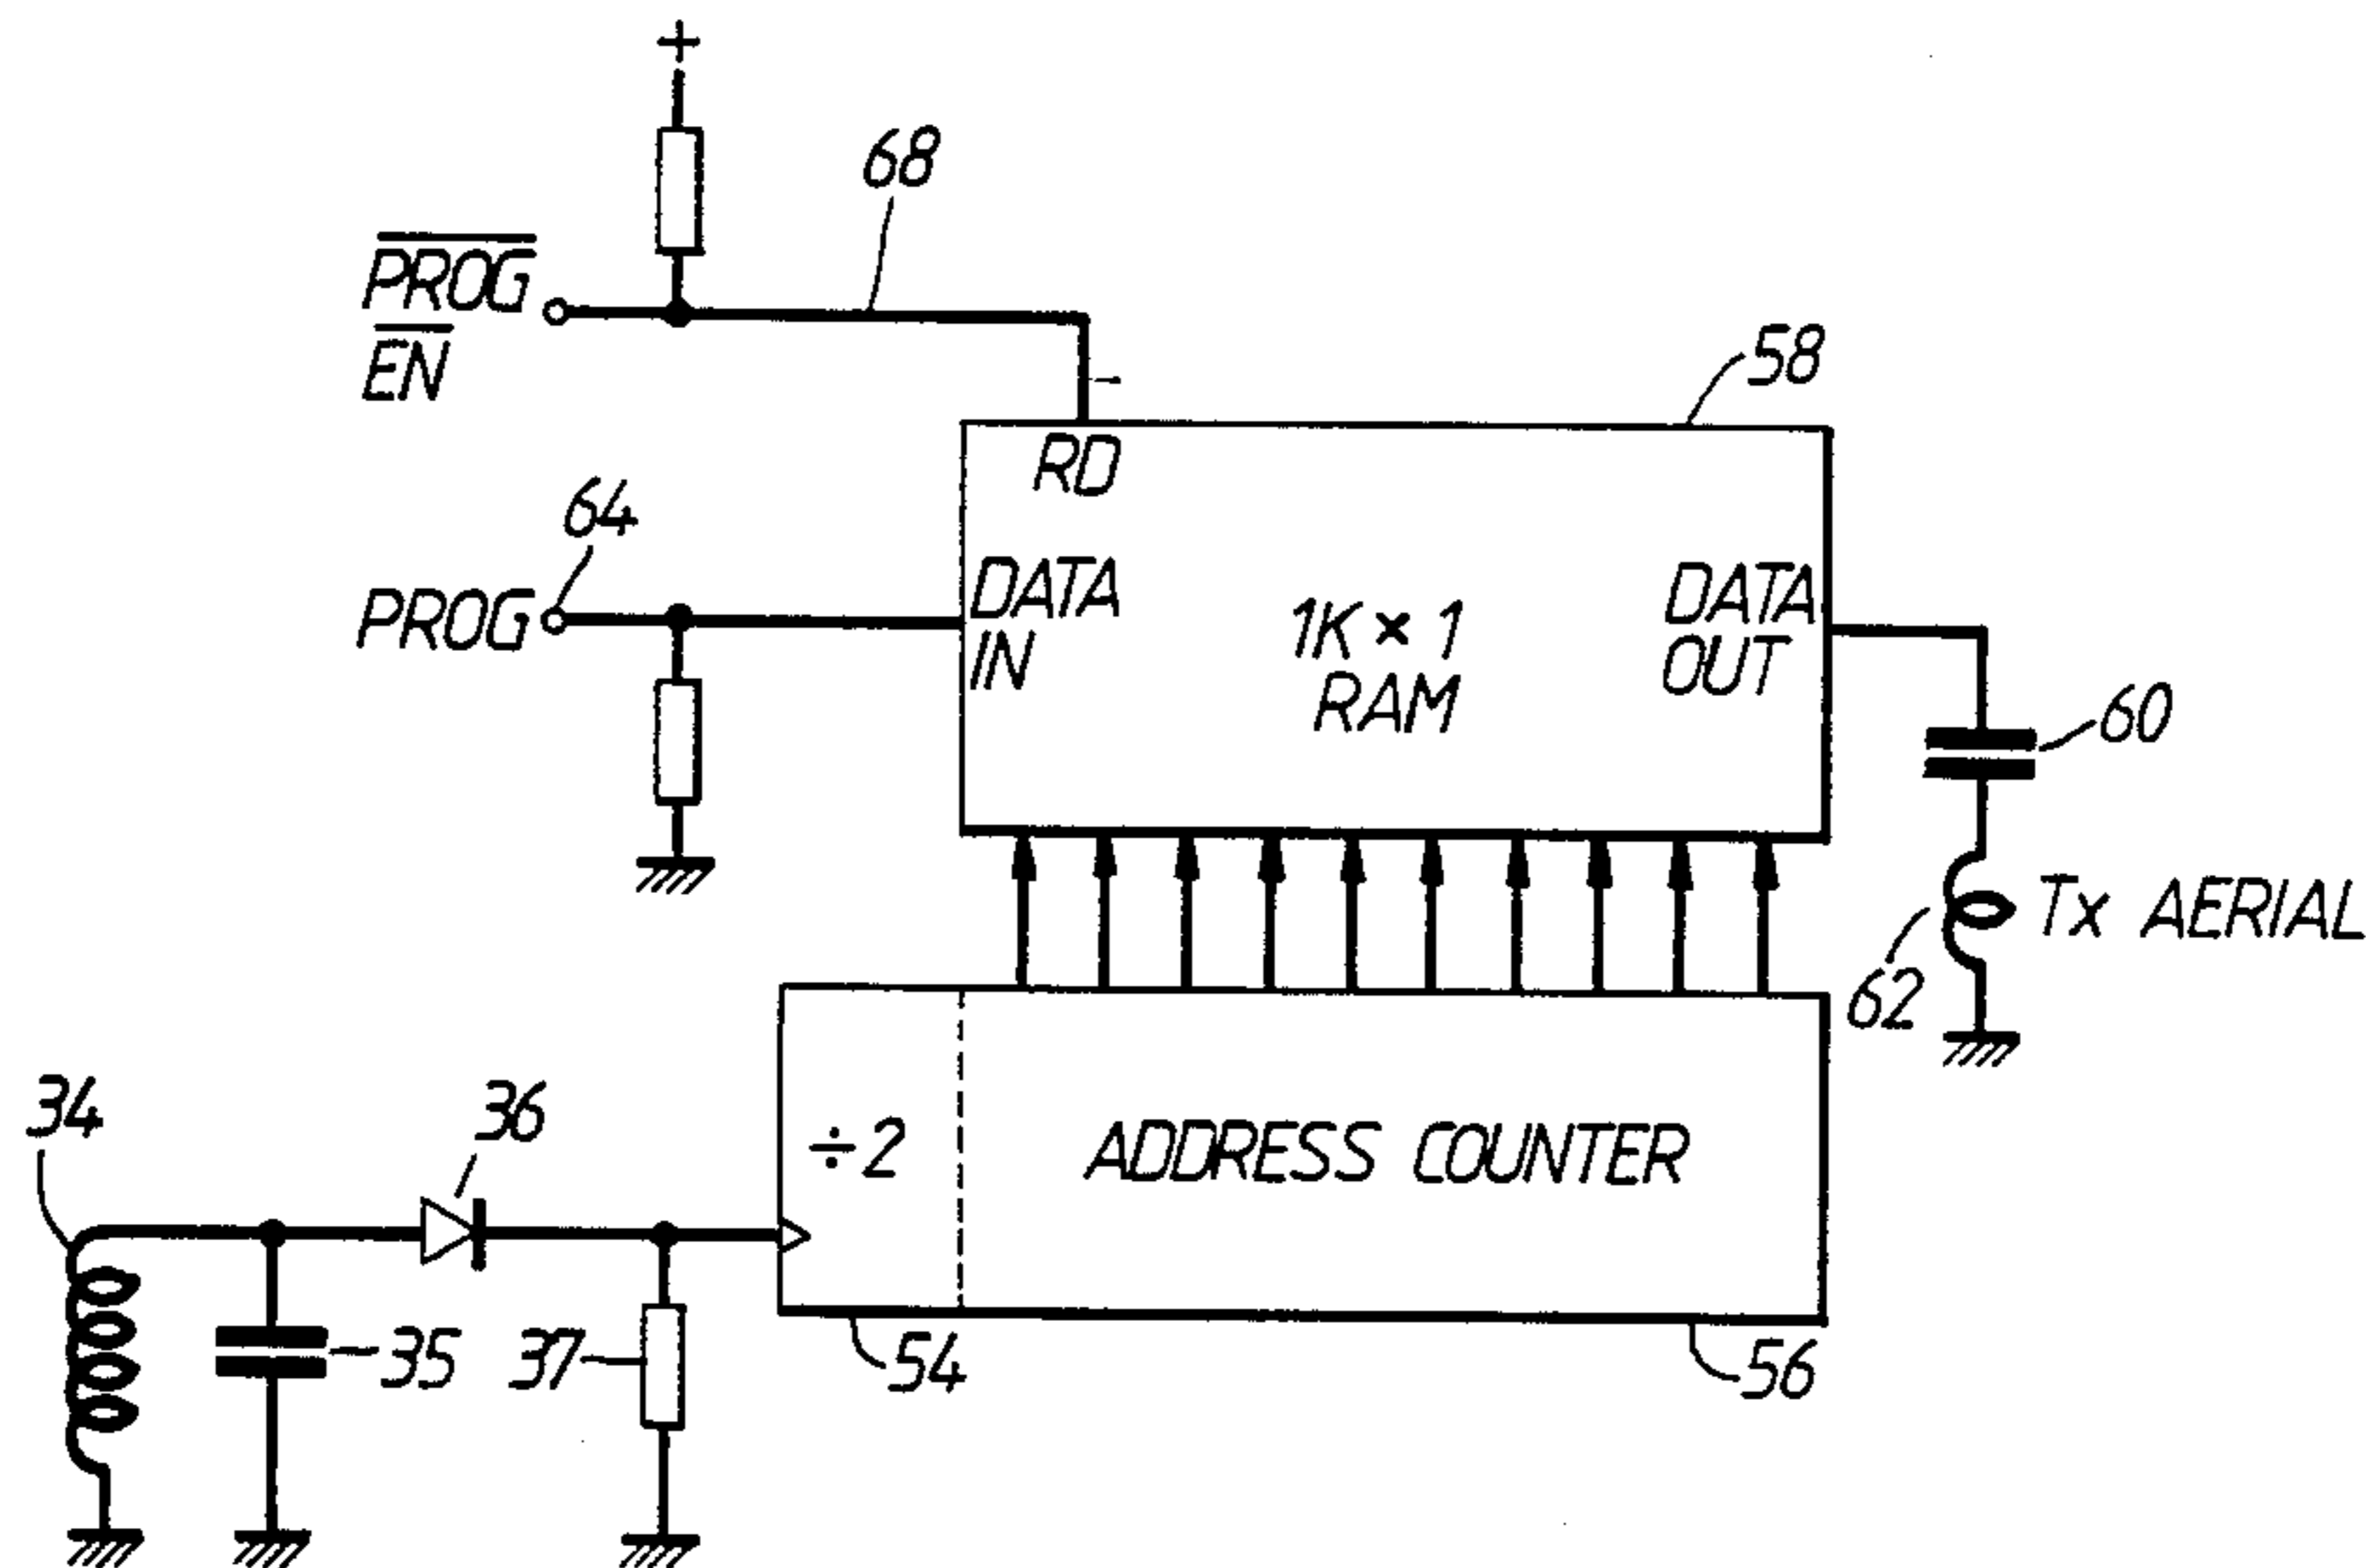 +
68
PROG
EN
58
RD
64
PROG
DATA
IN
1K × 1
RAM
DATA
OUT
60
Tx AERIAL
62
34
36
÷2
ADDRESS COUNTER
35
37
54
56